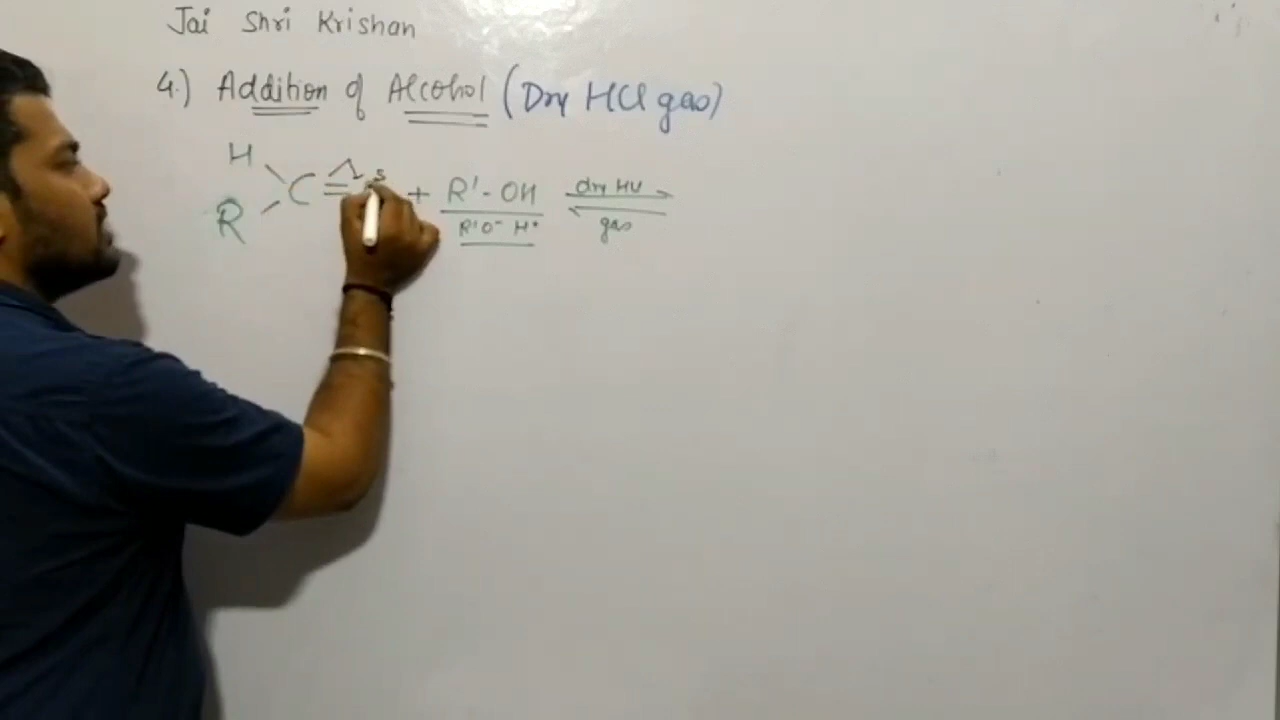 Jai Shri Krishan
4.) Addition of Alcohol (Dry HCl gas)
H
R C = + R' - OH dry HCl
R'O⁻ H⁺ gas